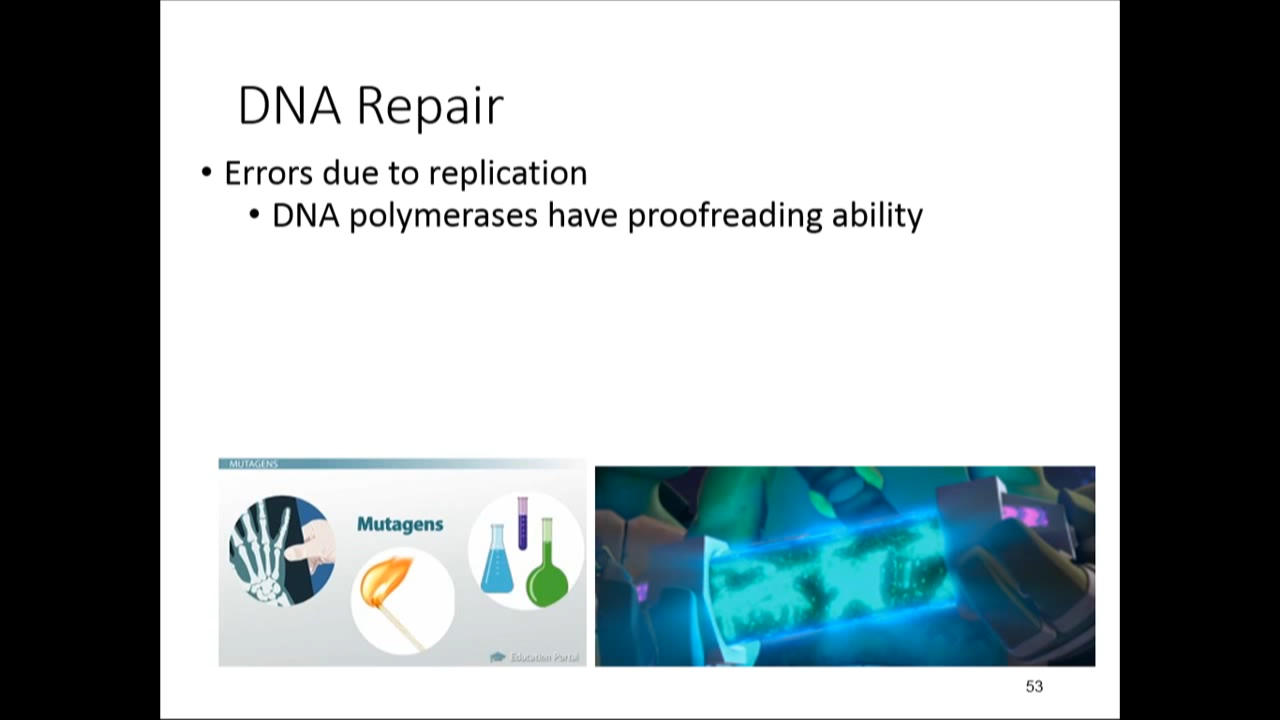 DNA Repair
• Errors due to replication
• DNA polymerases have proofreading ability
MUTAGENS
Mutagens
Education Portal
53